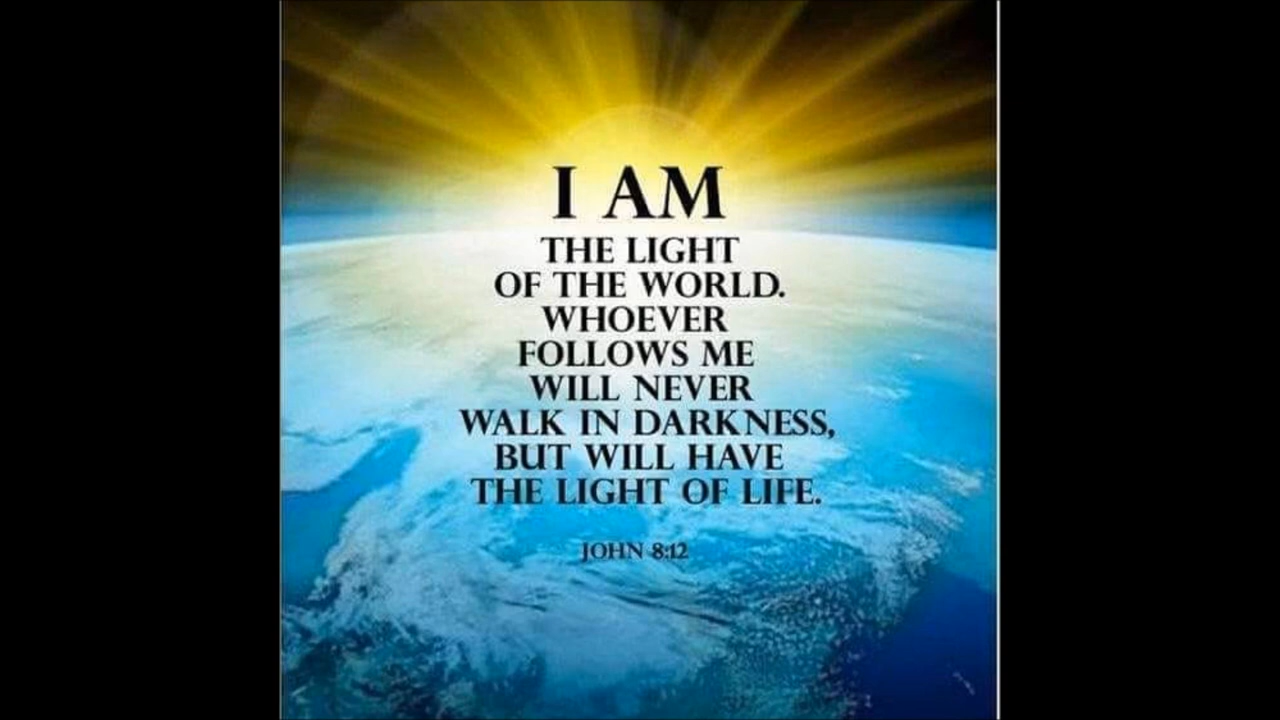 I AM
THE LIGHT
OF THE WORLD.
WHOEVER
FOLLOWS ME
WILL NEVER
WALK IN DARKNESS,
BUT WILL HAVE
THE LIGHT OF LIFE.
JOHN 8:12